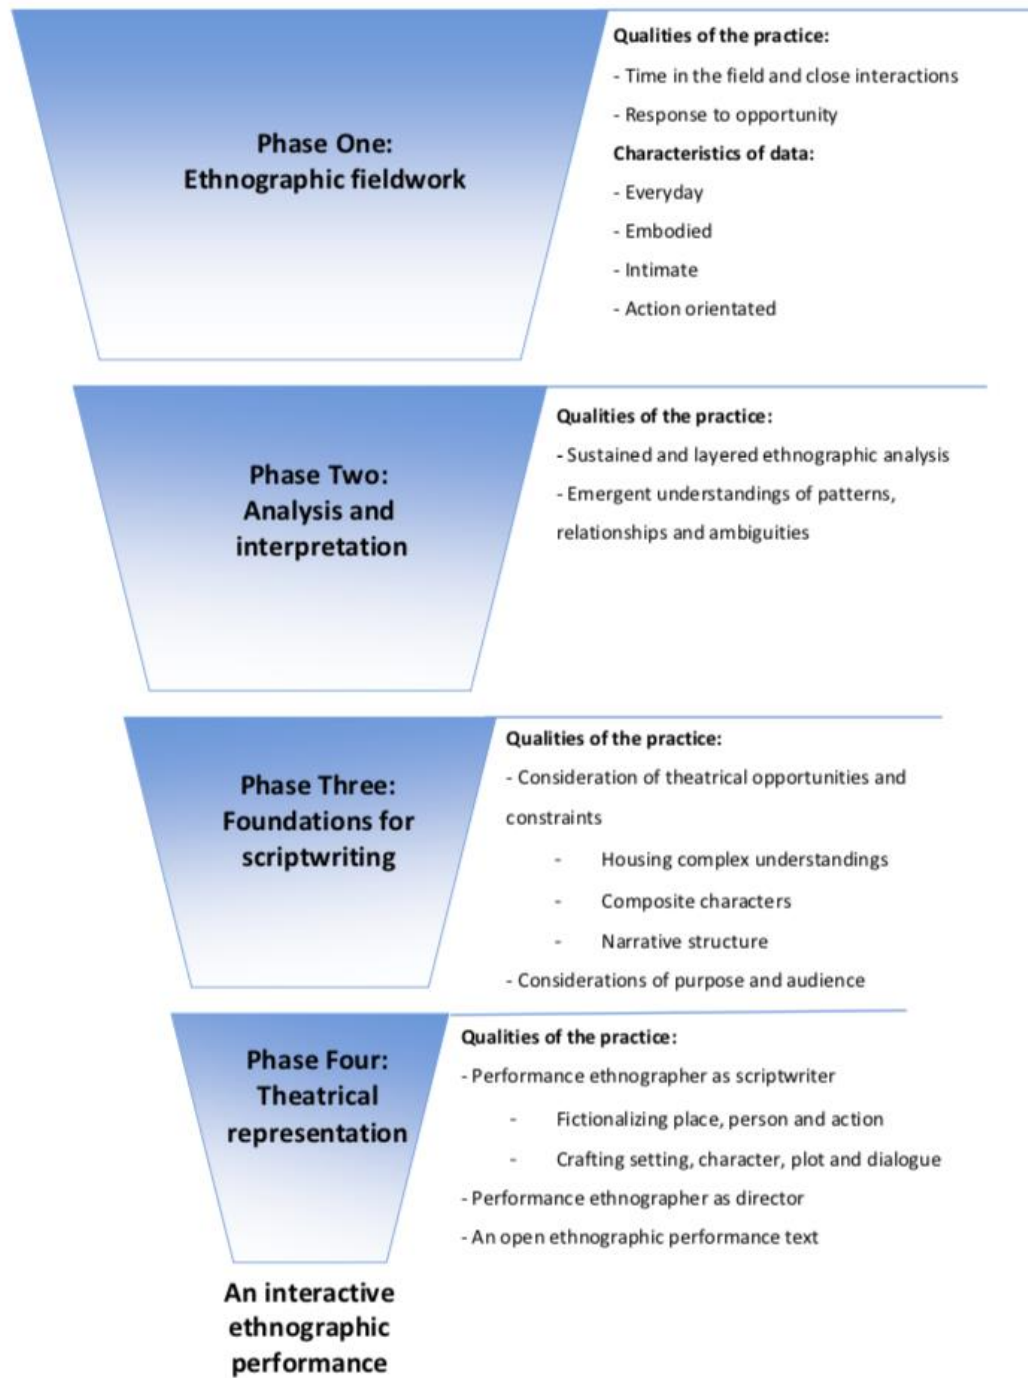 Phase One:
Ethnographic fieldwork
Qualities of the practice:
- Time in the field and close interactions
- Response to opportunity
Characteristics of data:
- Everyday
- Embodied
- Intimate
- Action orientated
Phase Two:
Analysis and
interpretation
Qualities of the practice:
- Sustained and layered ethnographic analysis
- Emergent understandings of patterns,
relationships and ambiguities
Phase Three:
Foundations for
scriptwriting
Qualities of the practice:
- Consideration of theatrical opportunities and
constraints
- Housing complex understandings
- Composite characters
- Narrative structure
- Considerations of purpose and audience
Phase Four:
Theatrical
representation
Qualities of the practice:
- Performance ethnographer as scriptwriter
- Fictionalizing place, person and action
- Crafting setting, character, plot and dialogue
- Performance ethnographer as director
- An open ethnographic performance text
An interactive
ethnographic
performance